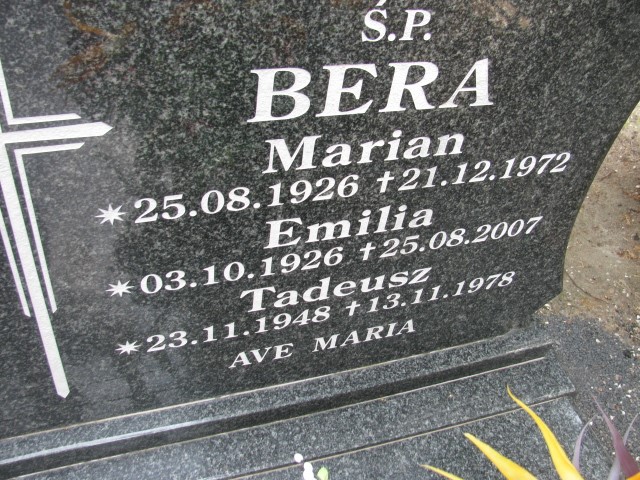 Ś.P.
BERA
Marian
✶25.08.1926 †21.12.1972
Emilia
✶03.10.1926 †25.08.2007
Tadeusz
✶23.11.1948 †13.11.1978
AVE MARIA